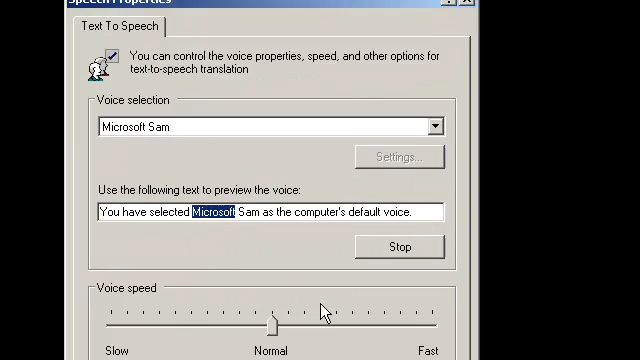 Speech Properties
Text To Speech
You can control the voice properties, speed, and other options for
text-to-speech translation
Voice selection
Microsoft Sam
Settings...
Use the following text to preview the voice:
You have selected Microsoft Sam as the computer's default voice.
Stop
Voice speed
Slow Normal Fast